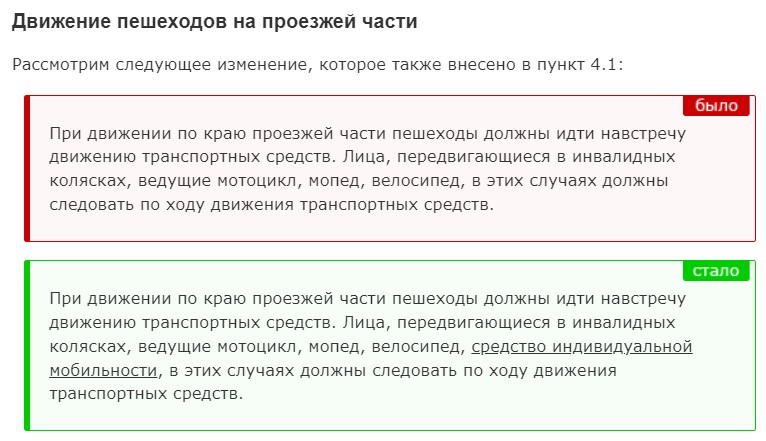 Движение пешеходов на проезжей части
Рассмотрим следующее изменение, которое также внесено в пункт 4.1:
было
При движении по краю проезжей части пешеходы должны идти навстречу
движению транспортных средств. Лица, передвигающиеся в инвалидных
колясках, ведущие мотоцикл, мопед, велосипед, в этих случаях должны
следовать по ходу движения транспортных средств.
стало
При движении по краю проезжей части пешеходы должны идти навстречу
движению транспортных средств. Лица, передвигающиеся в инвалидных
колясках, ведущие мотоцикл, мопед, велосипед, средство индивидуальной
мобильности, в этих случаях должны следовать по ходу движения
транспортных средств.